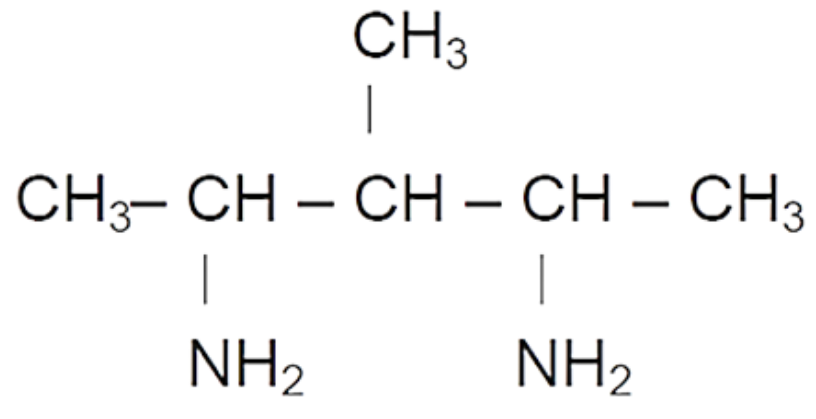 CH₃
|
CH₃– CH – CH – CH – CH₃
| |
NH₂ NH₂